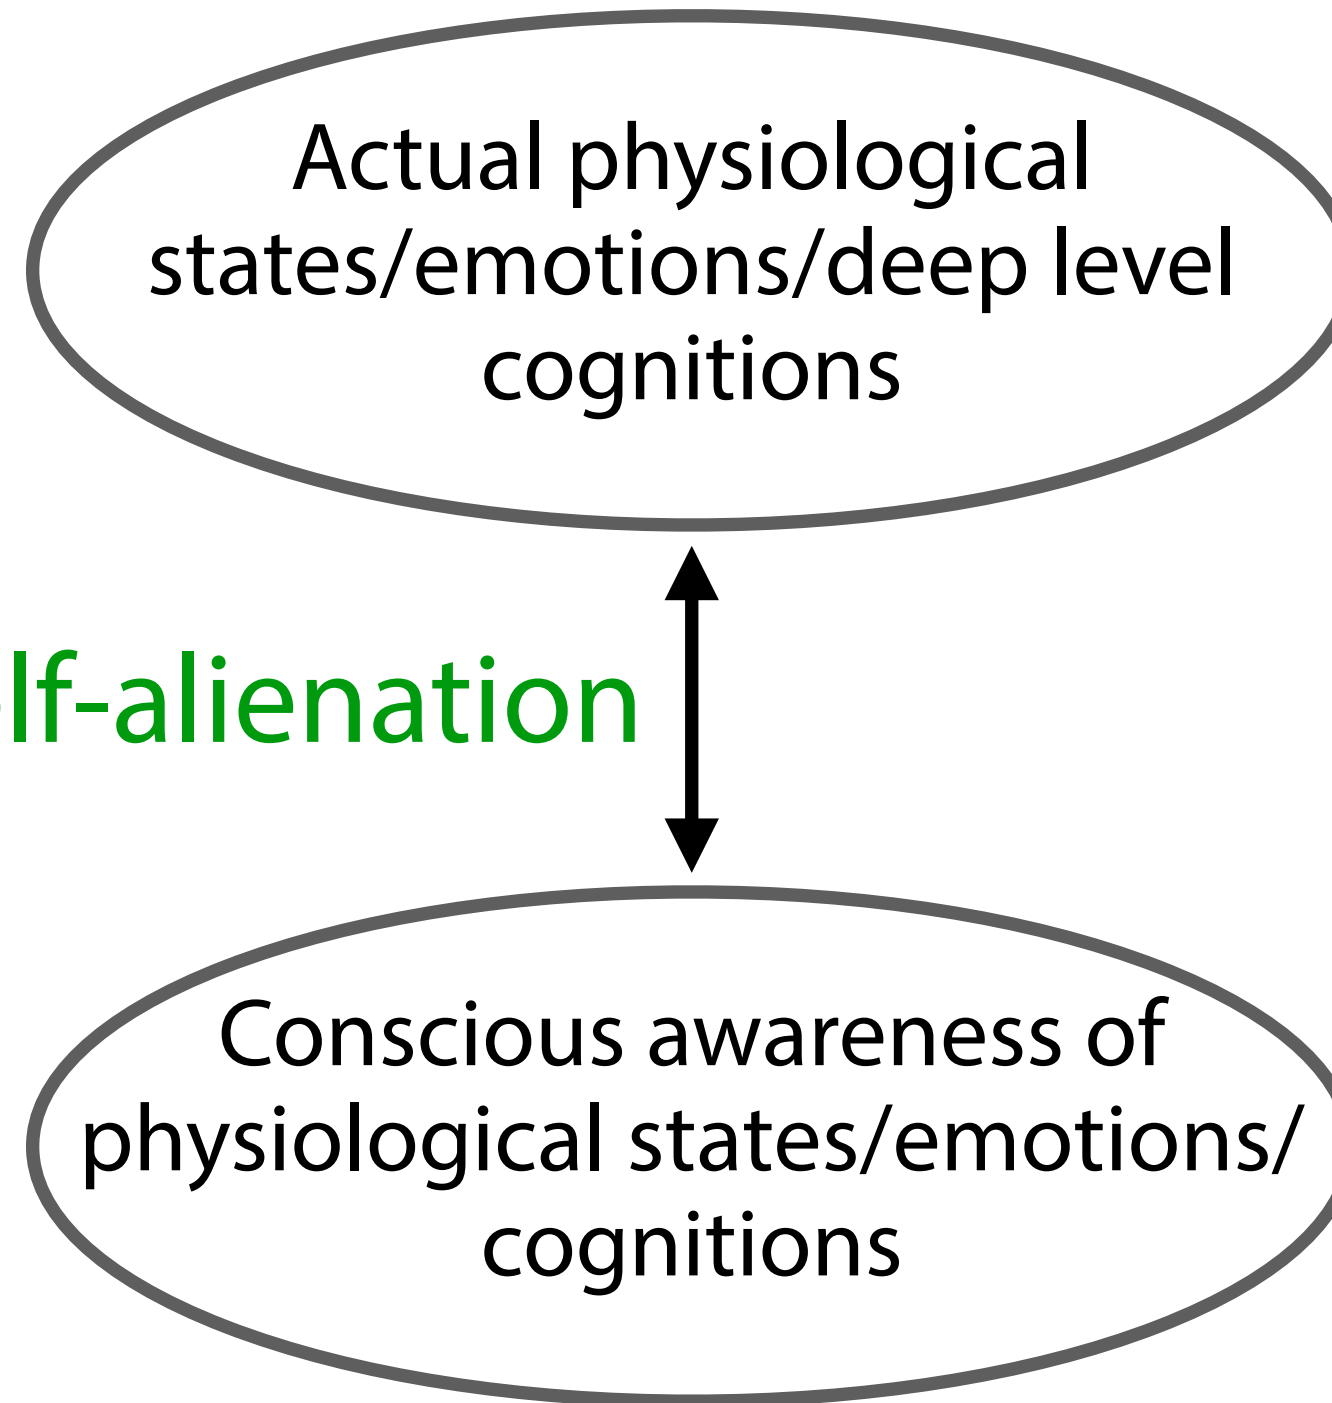 Actual physiological
states/emotions/deep level
cognitions
lf-alienation
Conscious awareness of
physiological states/emotions/
cognitions